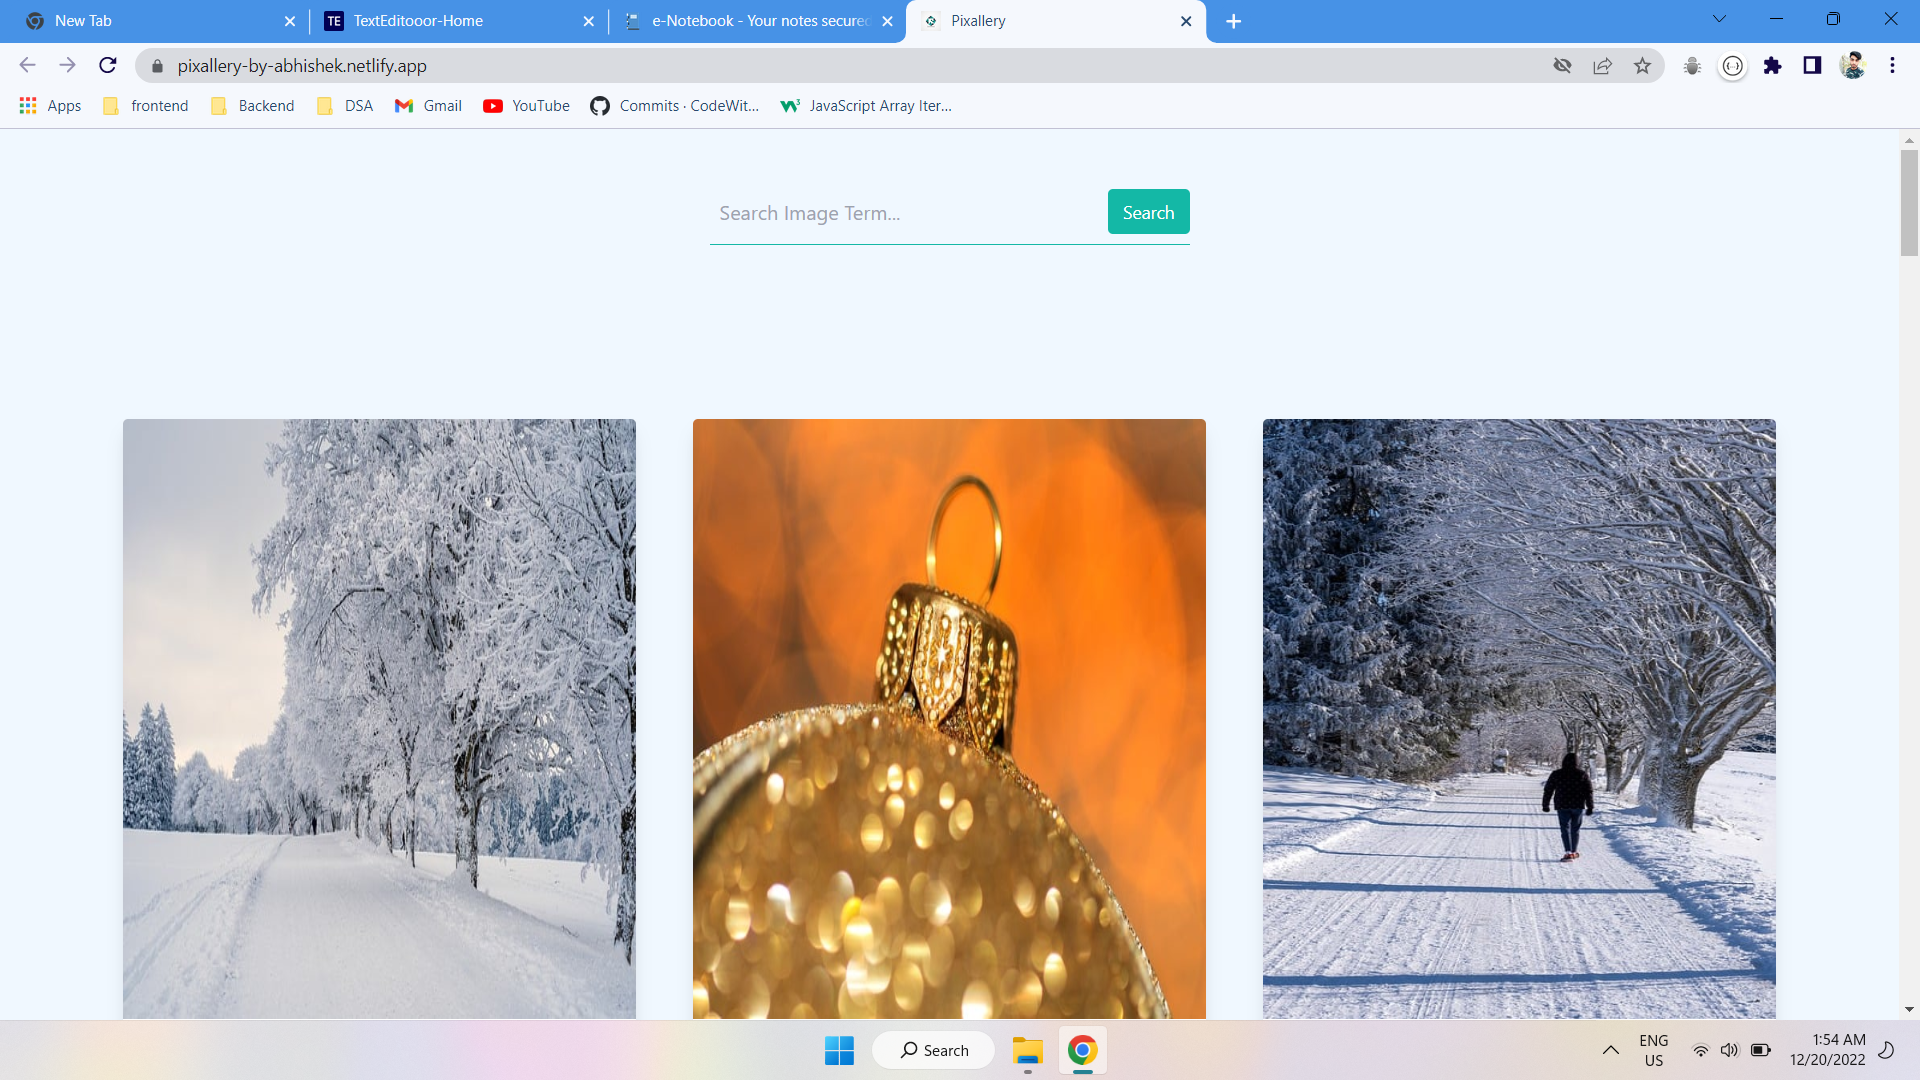 New Tab
TE TextEditooor-Home
e-Notebook - Your notes secured
Pixallery
pixallery-by-abhishek.netlify.app
Apps
frontend
Backend
DSA
Gmail
YouTube
Commits · CodeWit...
JavaScript Array Iter...
Search Image Term...
Search
Search
ENG
US
1:54 AM
12/20/2022